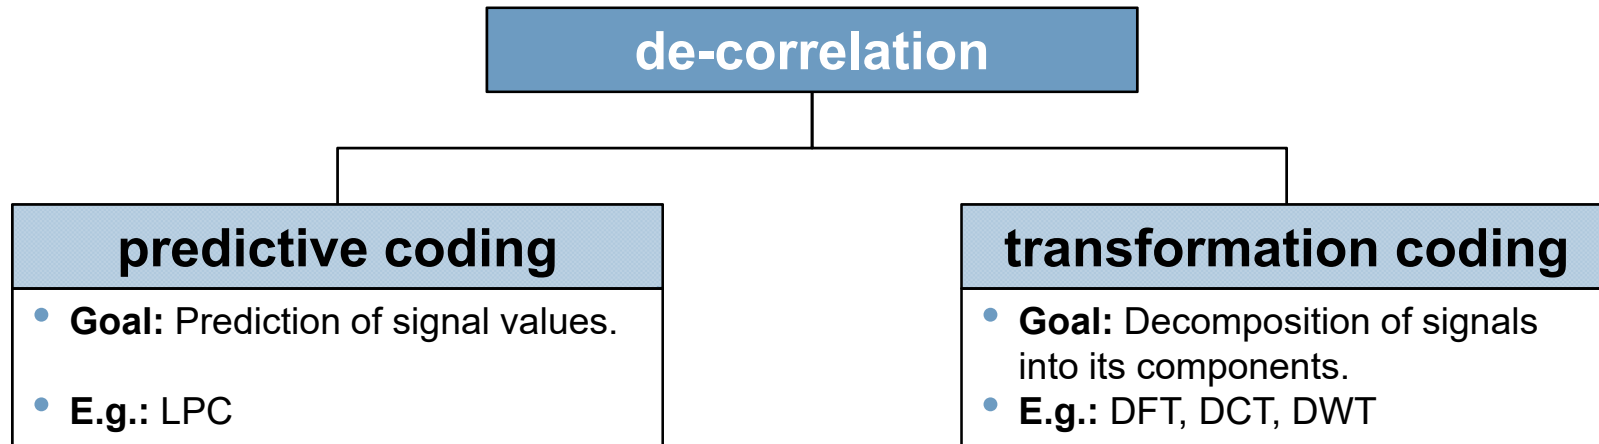 de-correlation
predictive coding
• Goal: Prediction of signal values.
• E.g.: LPC
transformation coding
• Goal: Decomposition of signals
into its components.
• E.g.: DFT, DCT, DWT